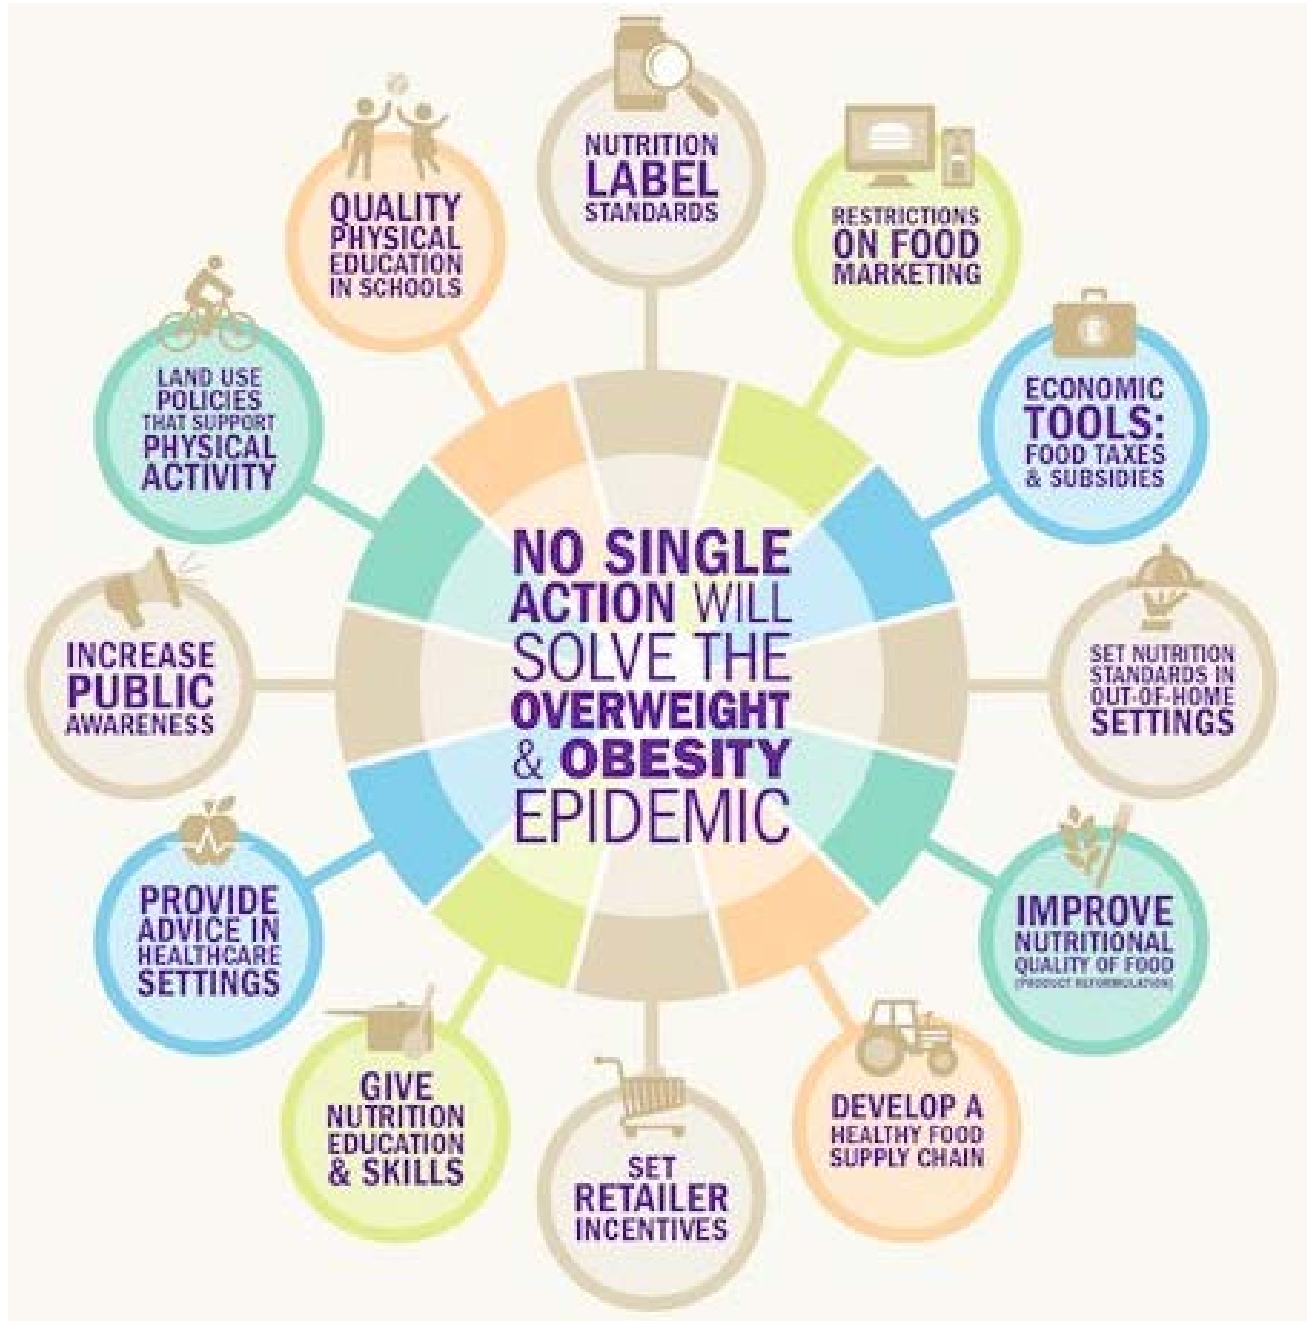 NUTRITION
LABEL
STANDARDS
RESTRICTIONS
ON FOOD
MARKETING
ECONOMIC
TOOLS:
FOOD TAXES
& SUBSIDIES
SET NUTRITION
STANDARDS IN
OUT-OF-HOME
SETTINGS
IMPROVE
NUTRITIONAL
QUALITY OF FOOD
(PRODUCT REFORMULATION)
DEVELOP A
HEALTHY FOOD
SUPPLY CHAIN
SET
RETAILER
INCENTIVES
GIVE
NUTRITION
EDUCATION
& SKILLS
PROVIDE
ADVICE IN
HEALTHCARE
SETTINGS
INCREASE
PUBLIC
AWARENESS
LAND USE
POLICIES
THAT SUPPORT
PHYSICAL
ACTIVITY
QUALITY
PHYSICAL
EDUCATION
IN SCHOOLS
NO SINGLE
ACTION WILL
SOLVE THE
OVERWEIGHT
& OBESITY
EPIDEMIC